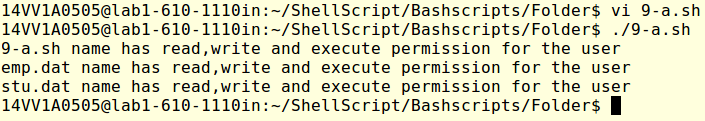 14VV1A0505@lab1-610-1110in:~/ShellScript/Bashscripts/Folder$ vi 9-a.sh
14VV1A0505@lab1-610-1110in:~/ShellScript/Bashscripts/Folder$ ./9-a.sh
9-a.sh name has read,write and execute permission for the user
emp.dat name has read,write and execute permission for the user
stu.dat name has read,write and execute permission for the user
14VV1A0505@lab1-610-1110in:~/ShellScript/Bashscripts/Folder$